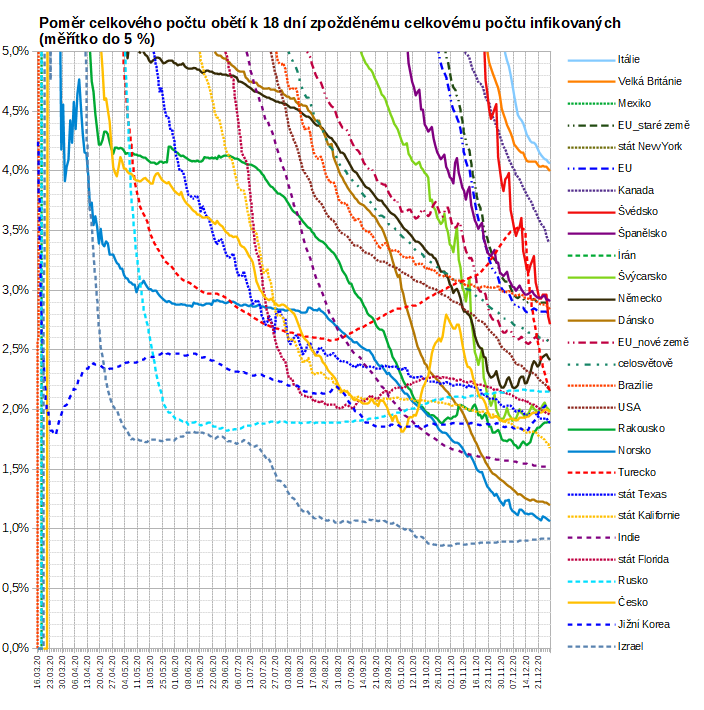 Poměr celkového počtu obětí k 18 dní zpožděnému celkovému počtu infikovaných
(měřítko do 5 %)
5,0%
4,5%
4,0%
3,5%
3,0%
2,5%
2,0%
1,5%
1,0%
0,5%
0,0%
16.03.20
23.03.20
30.03.20
06.04.20
13.04.20
20.04.20
27.04.20
04.05.20
11.05.20
18.05.20
25.05.20
01.06.20
08.06.20
15.06.20
22.06.20
29.06.20
06.07.20
13.07.20
20.07.20
27.07.20
03.08.20
10.08.20
17.08.20
24.08.20
31.08.20
07.09.20
14.09.20
21.09.20
28.09.20
05.10.20
12.10.20
19.10.20
26.10.20
02.11.20
09.11.20
16.11.20
23.11.20
30.11.20
07.12.20
14.12.20
21.12.20
Itálie
Velká Británie
Mexiko
EU_staré země
stát NewYork
EU
Kanada
Švédsko
Španělsko
Irán
Švýcarsko
Německo
Dánsko
EU_nové země
celosvětově
Brazílie
USA
Rakousko
Norsko
Turecko
stát Texas
stát Kalifornie
Indie
stát Florida
Rusko
Česko
Jižní Korea
Izrael